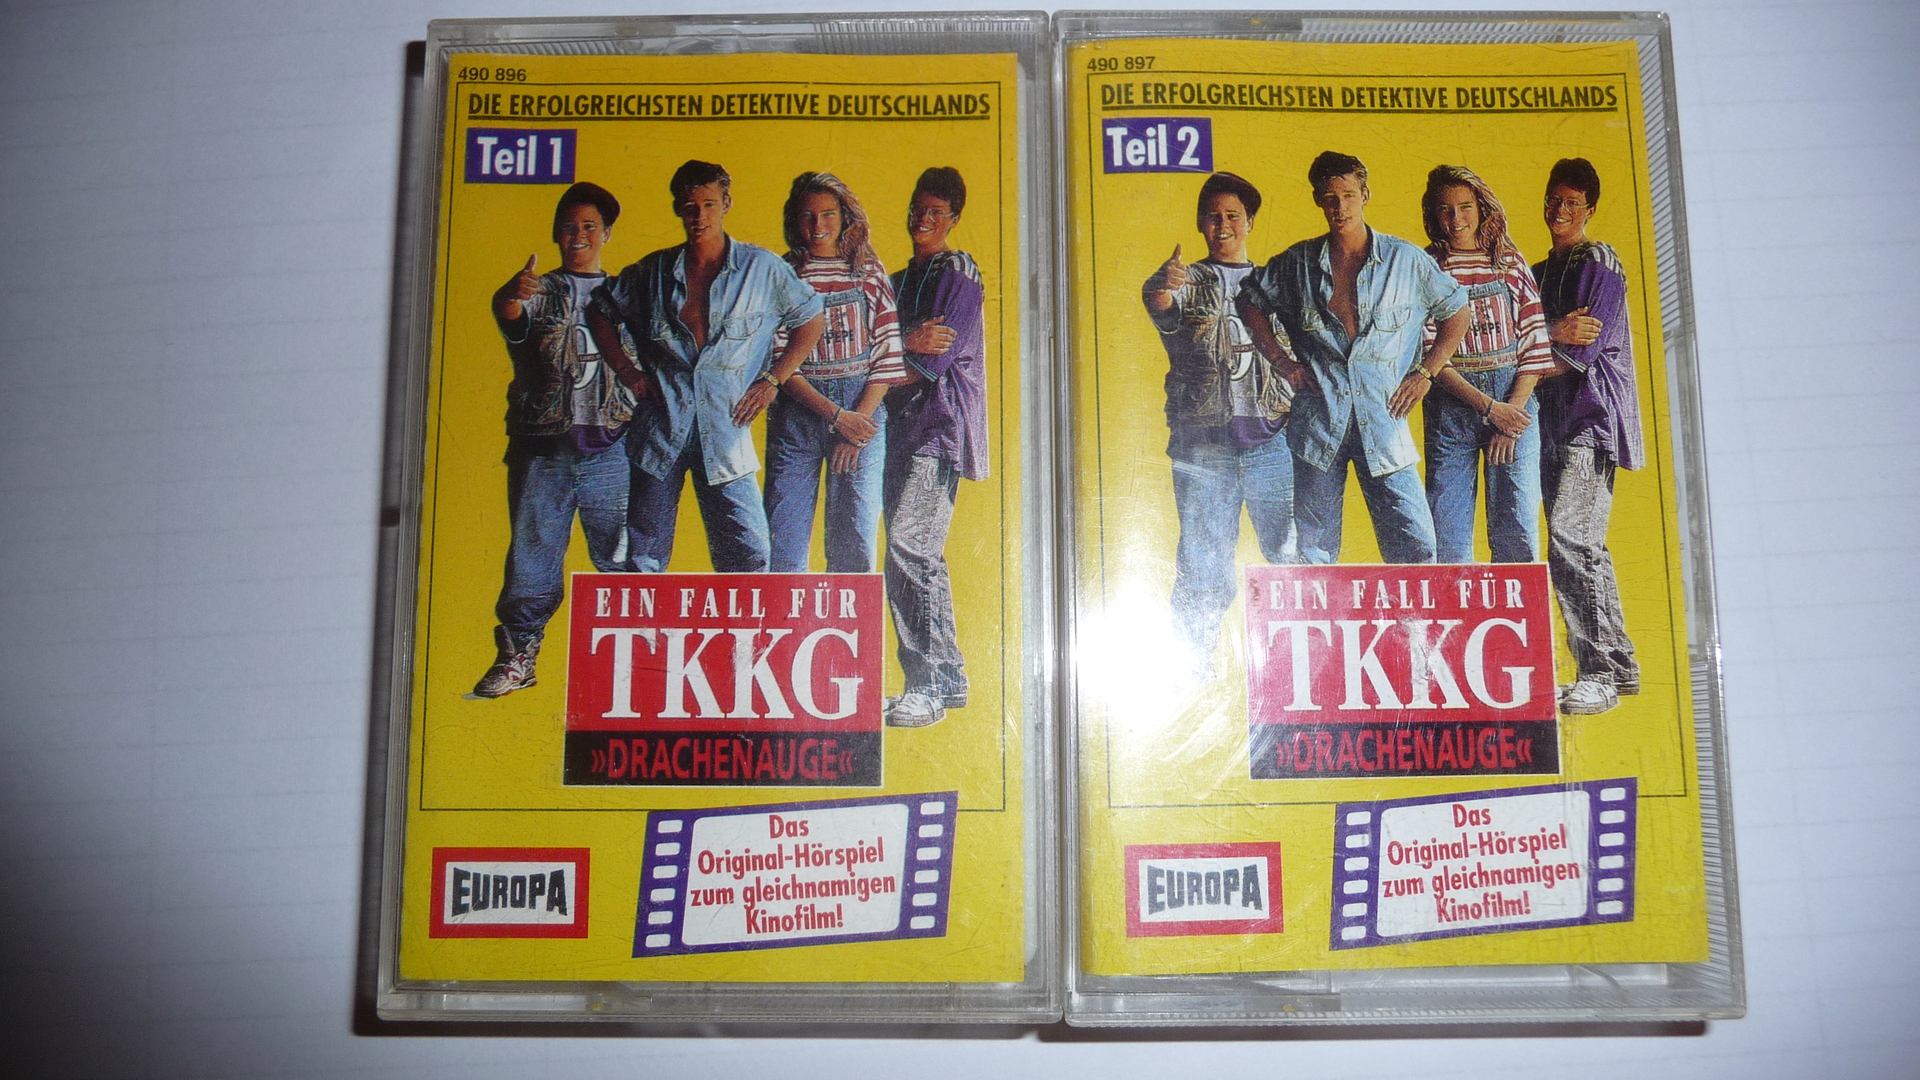 490 896
DIE ERFOLGREICHSTEN DETEKTIVE DEUTSCHLANDS
Teil 1
PEPE
EIN FALL FÜR
TKKG
»DRACHENAUGE«
EUROPA
Das
Original-Hörspiel
zum gleichnamigen
Kinofilm!
490 897
DIE ERFOLGREICHSTEN DETEKTIVE DEUTSCHLANDS
Teil 2
PEPE
EIN FALL FÜR
TKKG
»DRACHENAUGE«
EUROPA
Das
Original-Hörspiel
zum gleichnamigen
Kinofilm!